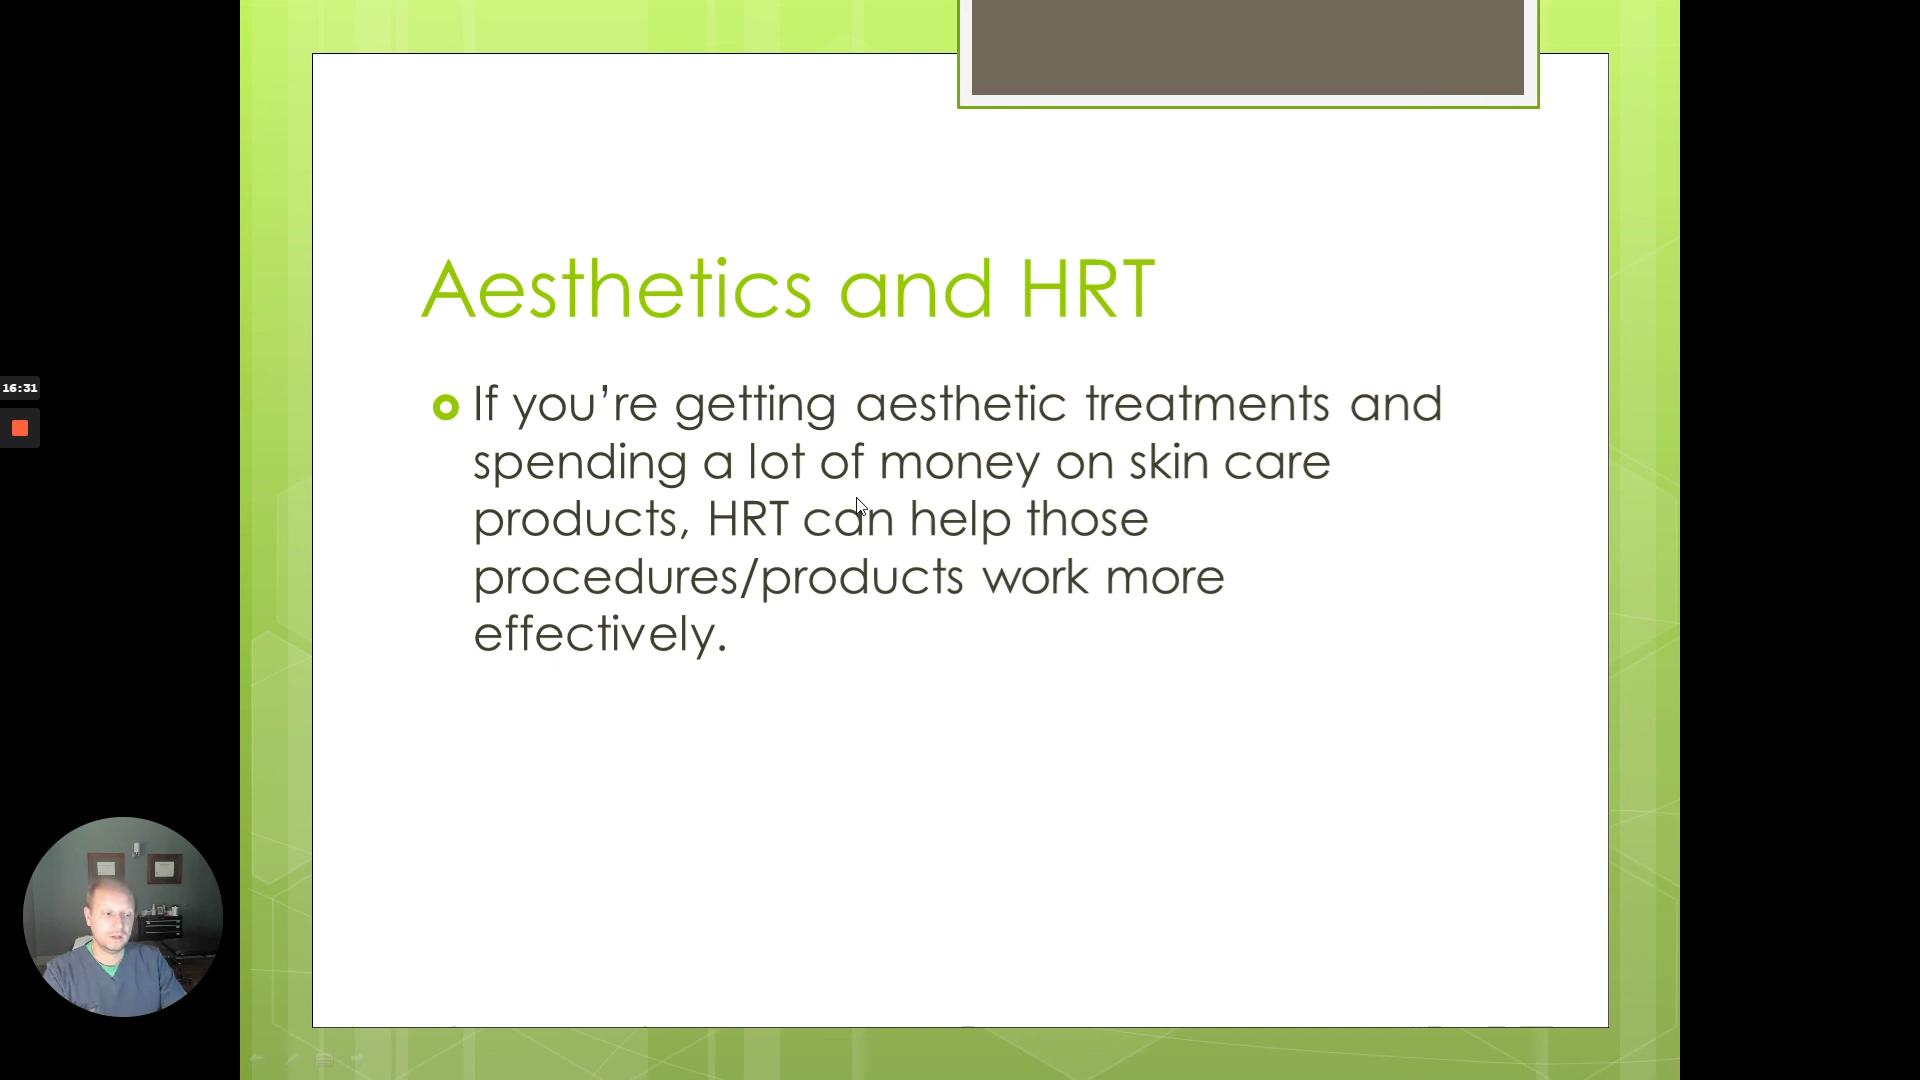 Aesthetics and HRT
If you’re getting aesthetic treatments and
spending a lot of money on skin care
products, HRT can help those
procedures/products work more
effectively.
16:31